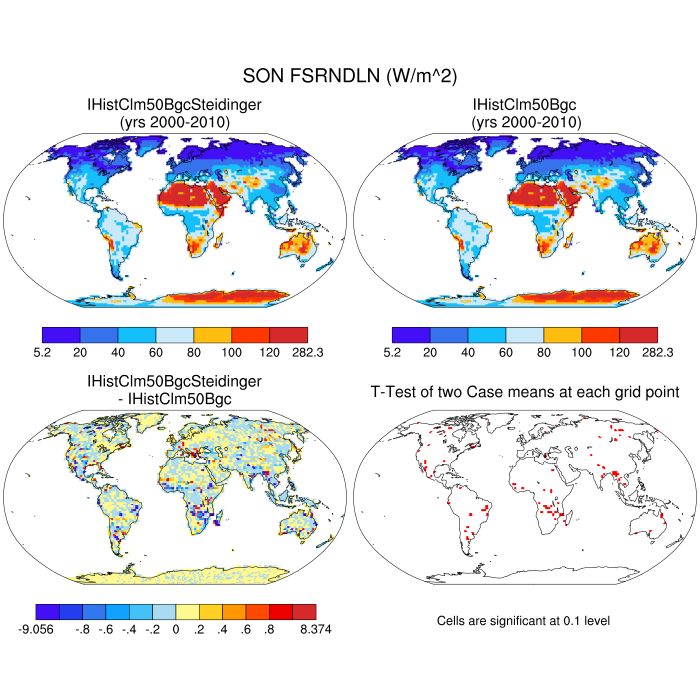 SON FSRNDLN (W/m^2)
IHistClm50BgcSteidinger
(yrs 2000-2010)
IHistClm50Bgc
(yrs 2000-2010)
5.2 20 40 60 80 100 120 282.3
5.2 20 40 60 80 100 120 282.3
IHistClm50BgcSteidinger
- IHistClm50Bgc
T-Test of two Case means at each grid point
-9.056 -.8 -.6 -.4 -.2 0 .2 .4 .6 .8 8.374
Cells are significant at 0.1 level